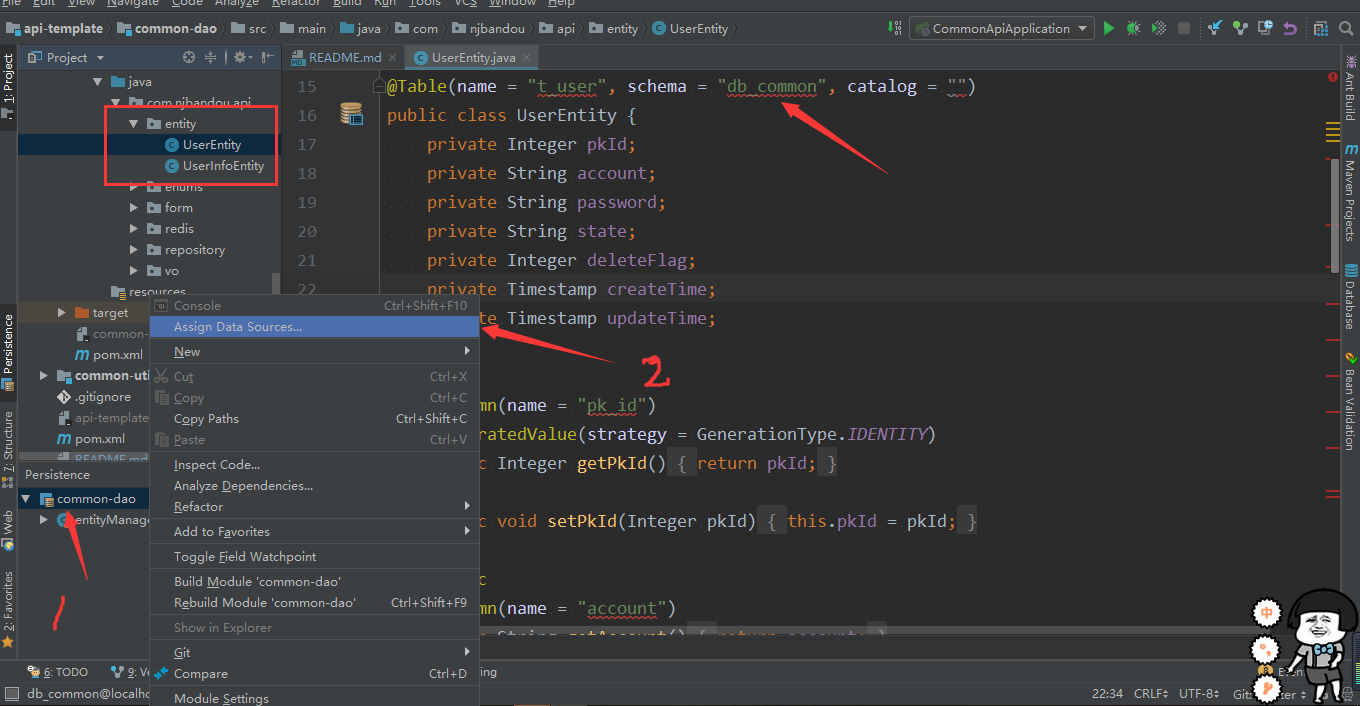 File Edit View Navigate Code Analyze Refactor Build Run Tools VCS Window Help
api-template common-dao src main java com njbandou api entity UserEntity CommonApiApplication
Project README.md UserEntity.java
1: Project
java
com.njbandou.api
entity
UserEntity
UserInfoEntity
enums
form
redis
repository
vo
resources
target
common-
pom.xml
common-uti
.gitignore
api-template
pom.xml
README.md
Persistence
common-dao
entityManage
Persistence
7: Structure
Web
2: Favorites
15 @Table(name = "t_user", schema = "db_common", catalog = "")
16 public class UserEntity {
17 private Integer pkId;
18 private String account;
19 private String password;
20 private String state;
21 private Integer deleteFlag;
22 private Timestamp createTime;
te Timestamp updateTime;
mn(name = "pk_id")
ratedValue(strategy = GenerationType.IDENTITY)
c Integer getPkId() { return pkId; }
c void setPkId(Integer pkId) { this.pkId = pkId; }
c
mn(name = "account")
c String getAccount() { return account; }
Console Ctrl+Shift+F10
Assign Data Sources...
New
Cut Ctrl+X
Copy Ctrl+C
Copy Paths Ctrl+Shift+C
Paste Ctrl+V
Inspect Code...
Analyze Dependencies...
Refactor
Add to Favorites
Toggle Field Watchpoint
Build Module 'common-dao'
Rebuild Module 'common-dao' Ctrl+Shift+F9
Show in Explorer
Git
Compare Ctrl+D
Module Settings
1
2
Ant Build
Maven Projects
Database
Bean Validation
6: TODO 9: Ve ing Even
db_common@localho 22:34 CRLF UTF-8 Git: ter
中